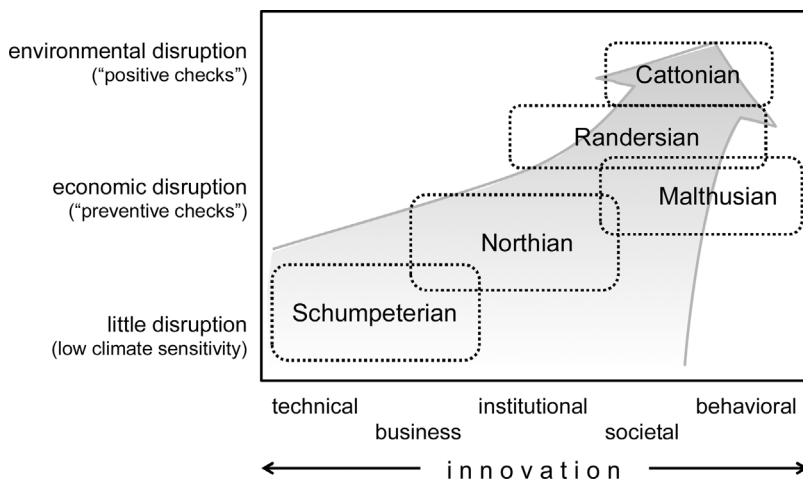 environmental disruption
(“positive checks”)
Cattonian
Randersian
economic disruption
(“preventive checks”)
Malthusian
Northian
Schumpeterian
little disruption
(low climate sensitivity)
technical
institutional
behavioral
business
societal
innovation